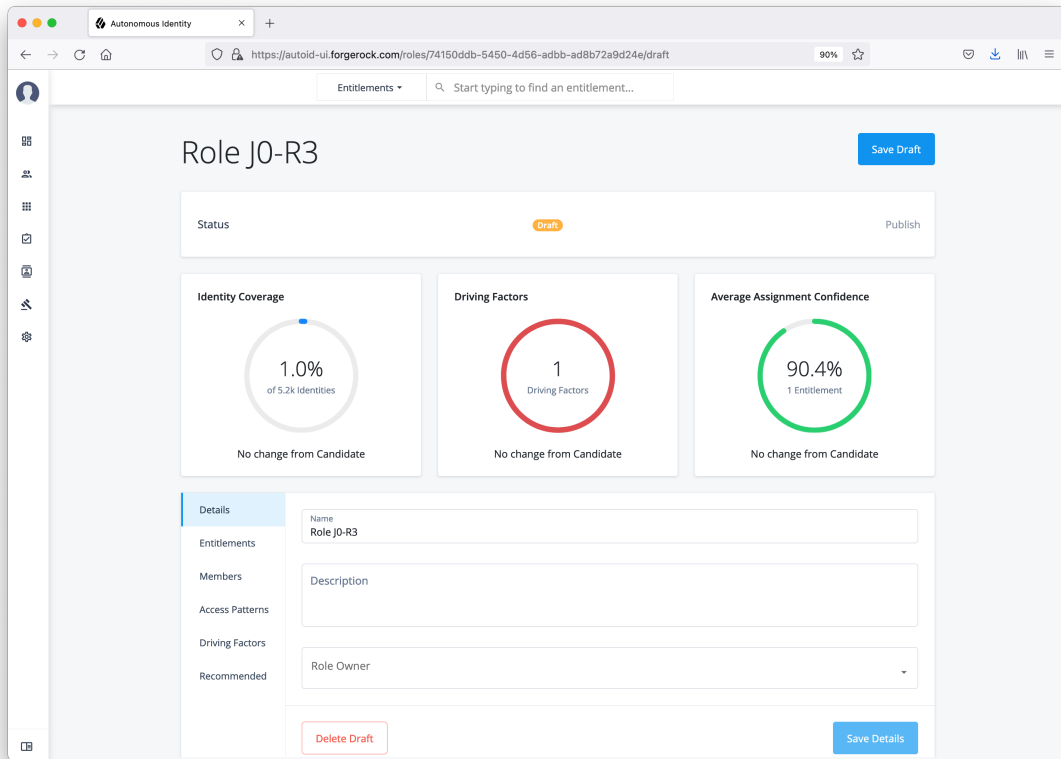 Autonomous Identity
https://autoid-ui.forgerock.com/roles/74150ddb-5450-4d56-adbb-ad8b72a9d24e/draft
90%
Entitlements
Start typing to find an entitlement...
Role J0-R3
Save Draft
Status
Draft
Publish
Identity Coverage
1.0%
of 5.2k Identities
No change from Candidate
Driving Factors
1
Driving Factors
No change from Candidate
Average Assignment Confidence
90.4%
1 Entitlement
No change from Candidate
Details
Entitlements
Members
Access Patterns
Driving Factors
Recommended
Name
Role J0-R3
Description
Role Owner
Delete Draft
Save Details